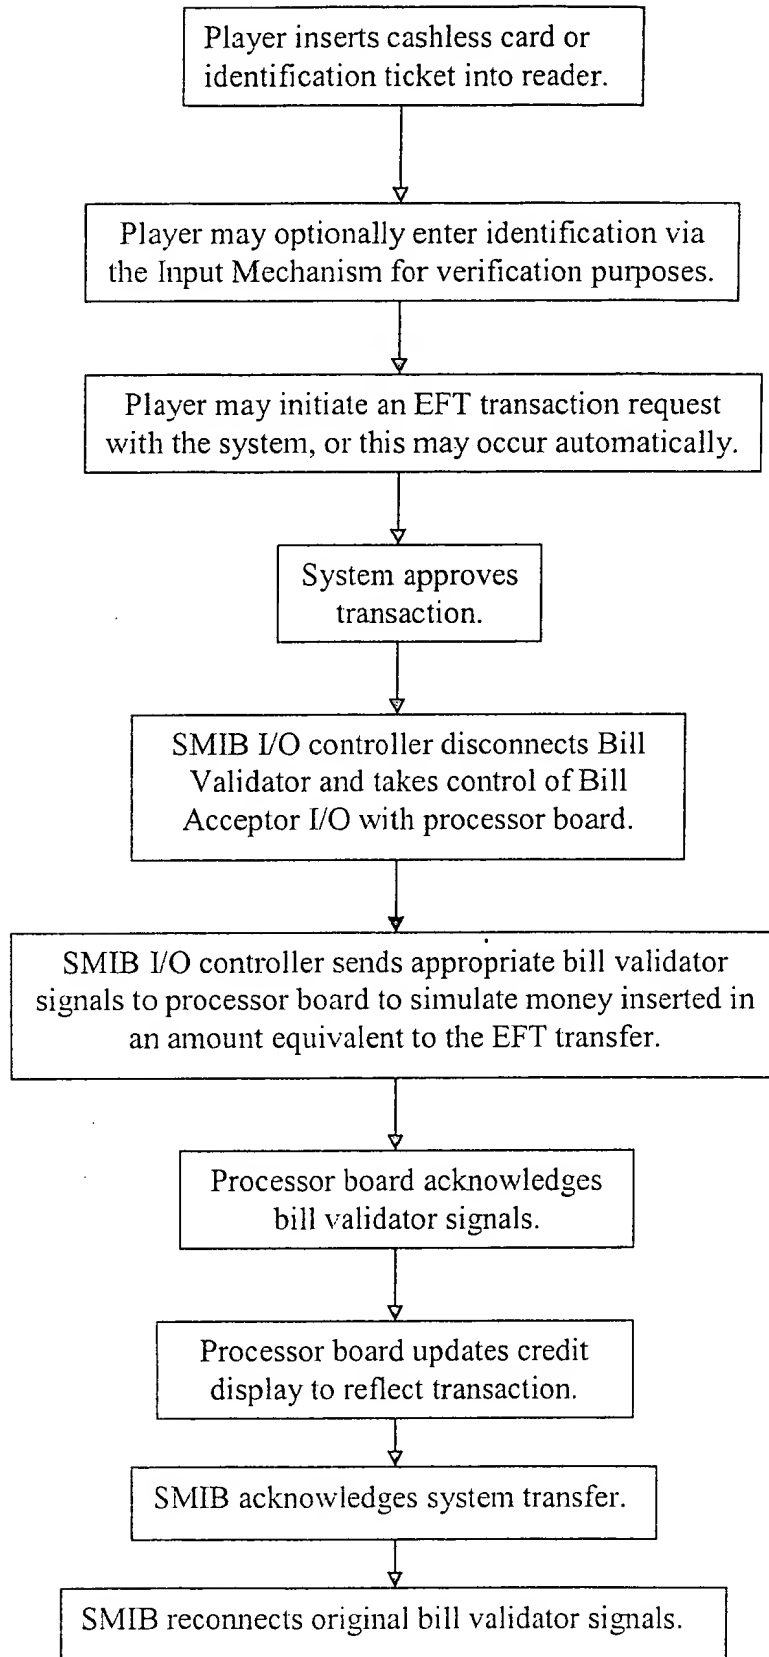 Player inserts cashless card or
identification ticket into reader.
Player may optionally enter identification via
the Input Mechanism for verification purposes.
Player may initiate an EFT transaction request
with the system, or this may occur automatically.
System approves
transaction.
SMIB I/O controller disconnects Bill
Validator and takes control of Bill
Acceptor I/O with processor board.
SMIB I/O controller sends appropriate bill validator
signals to processor board to simulate money inserted in
an amount equivalent to the EFT transfer.
Processor board acknowledges
bill validator signals.
Processor board updates credit
display to reflect transaction.
SMIB acknowledges system transfer.
SMIB reconnects original bill validator signals.